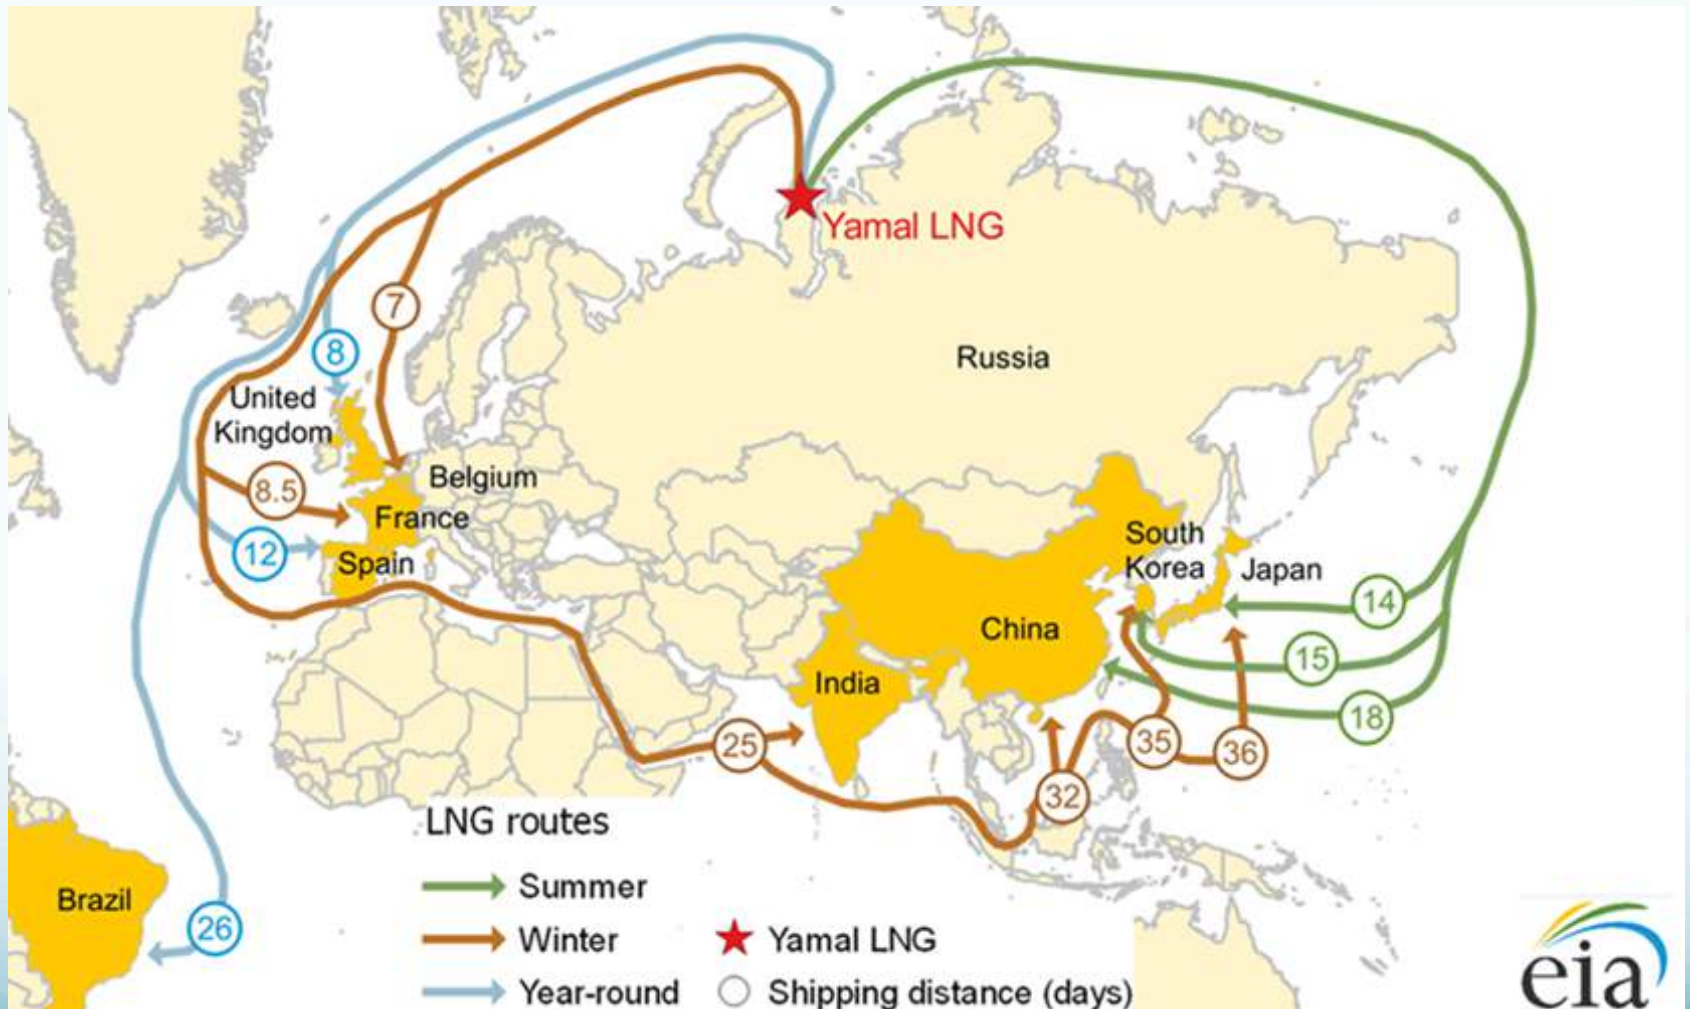 Yamal LNG
7
8
Russia
United
Kingdom
8.5
Belgium
France
12
Spain
South
Korea
Japan
14
China
15
India
18
25
35
36
32
LNG routes
Brazil
Summer
26
Winter
Yamal LNG
Year-round
Shipping distance (days)
eia